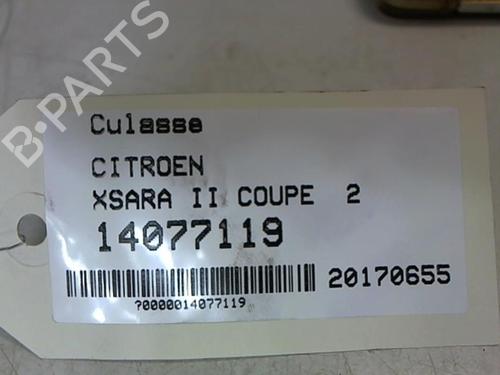 B-PARTS
Culasse
CITROEN
XSARA II COUPE 2
14077119
20170655
?0000014077119